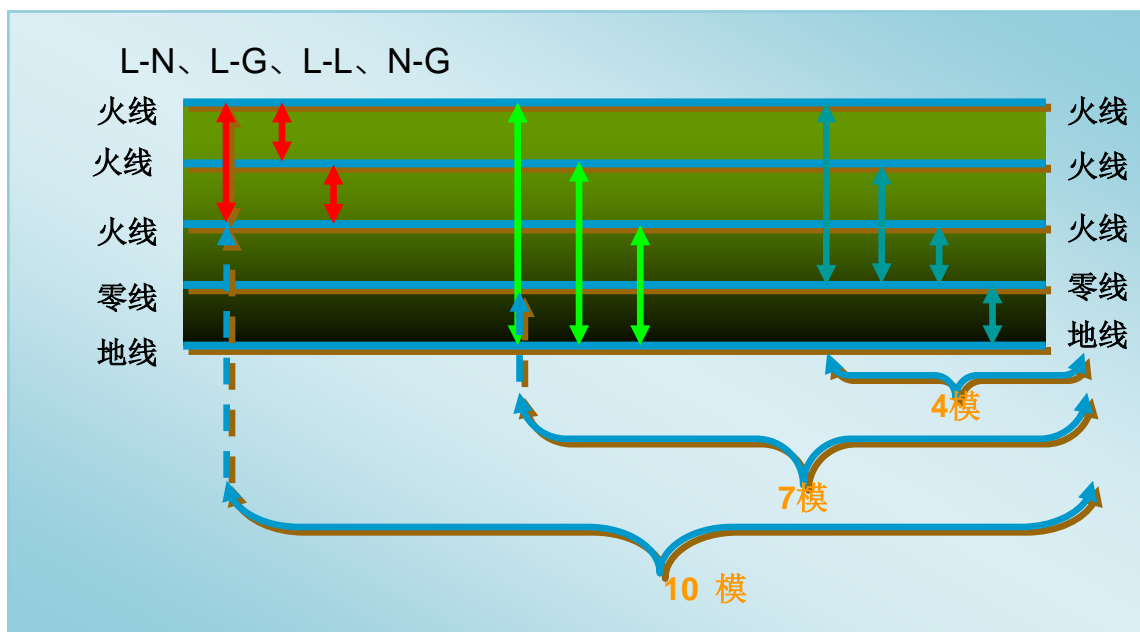 L-N、L-G、L-L、N-G
火线 火线
火线 火线
火线 火线
零线 零线
地线 地线
4模
7模
10 模